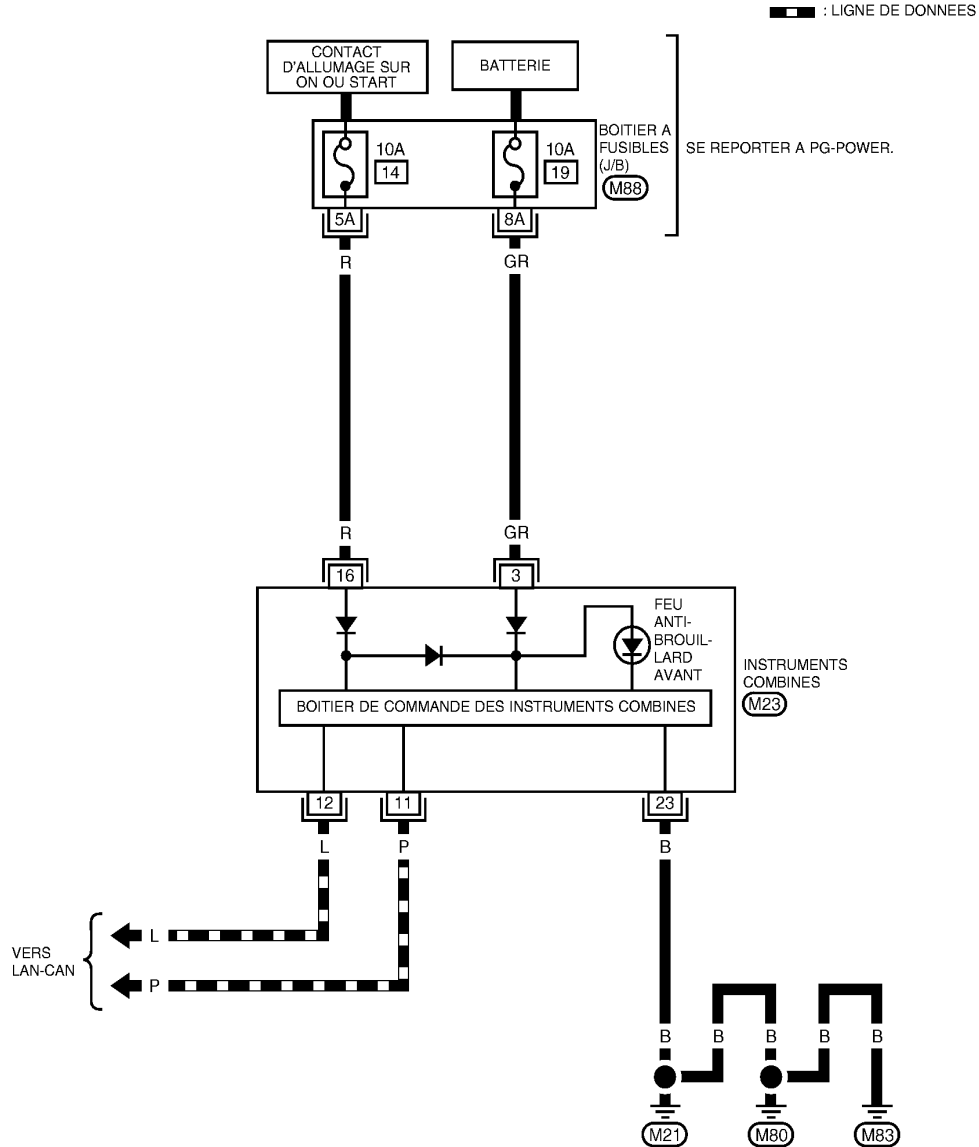 : LIGNE DE DONNEES
CONTACT
D'ALLUMAGE SUR
ON OU START
BATTERIE
10A
14
10A
19
BOITIER A
FUSIBLES
(J/B)
M88
SE REPORTER A PG-POWER.
5A
8A
R
GR
R
GR
16
3
FEU
ANTI-
BROUIL-
LARD
AVANT
INSTRUMENTS
COMBINES
M23
BOITIER DE COMMANDE DES INSTRUMENTS COMBINES
12
11
23
L
P
B
VERS
LAN-CAN
L
P
B
B
B
B
B
M21
M80
M83